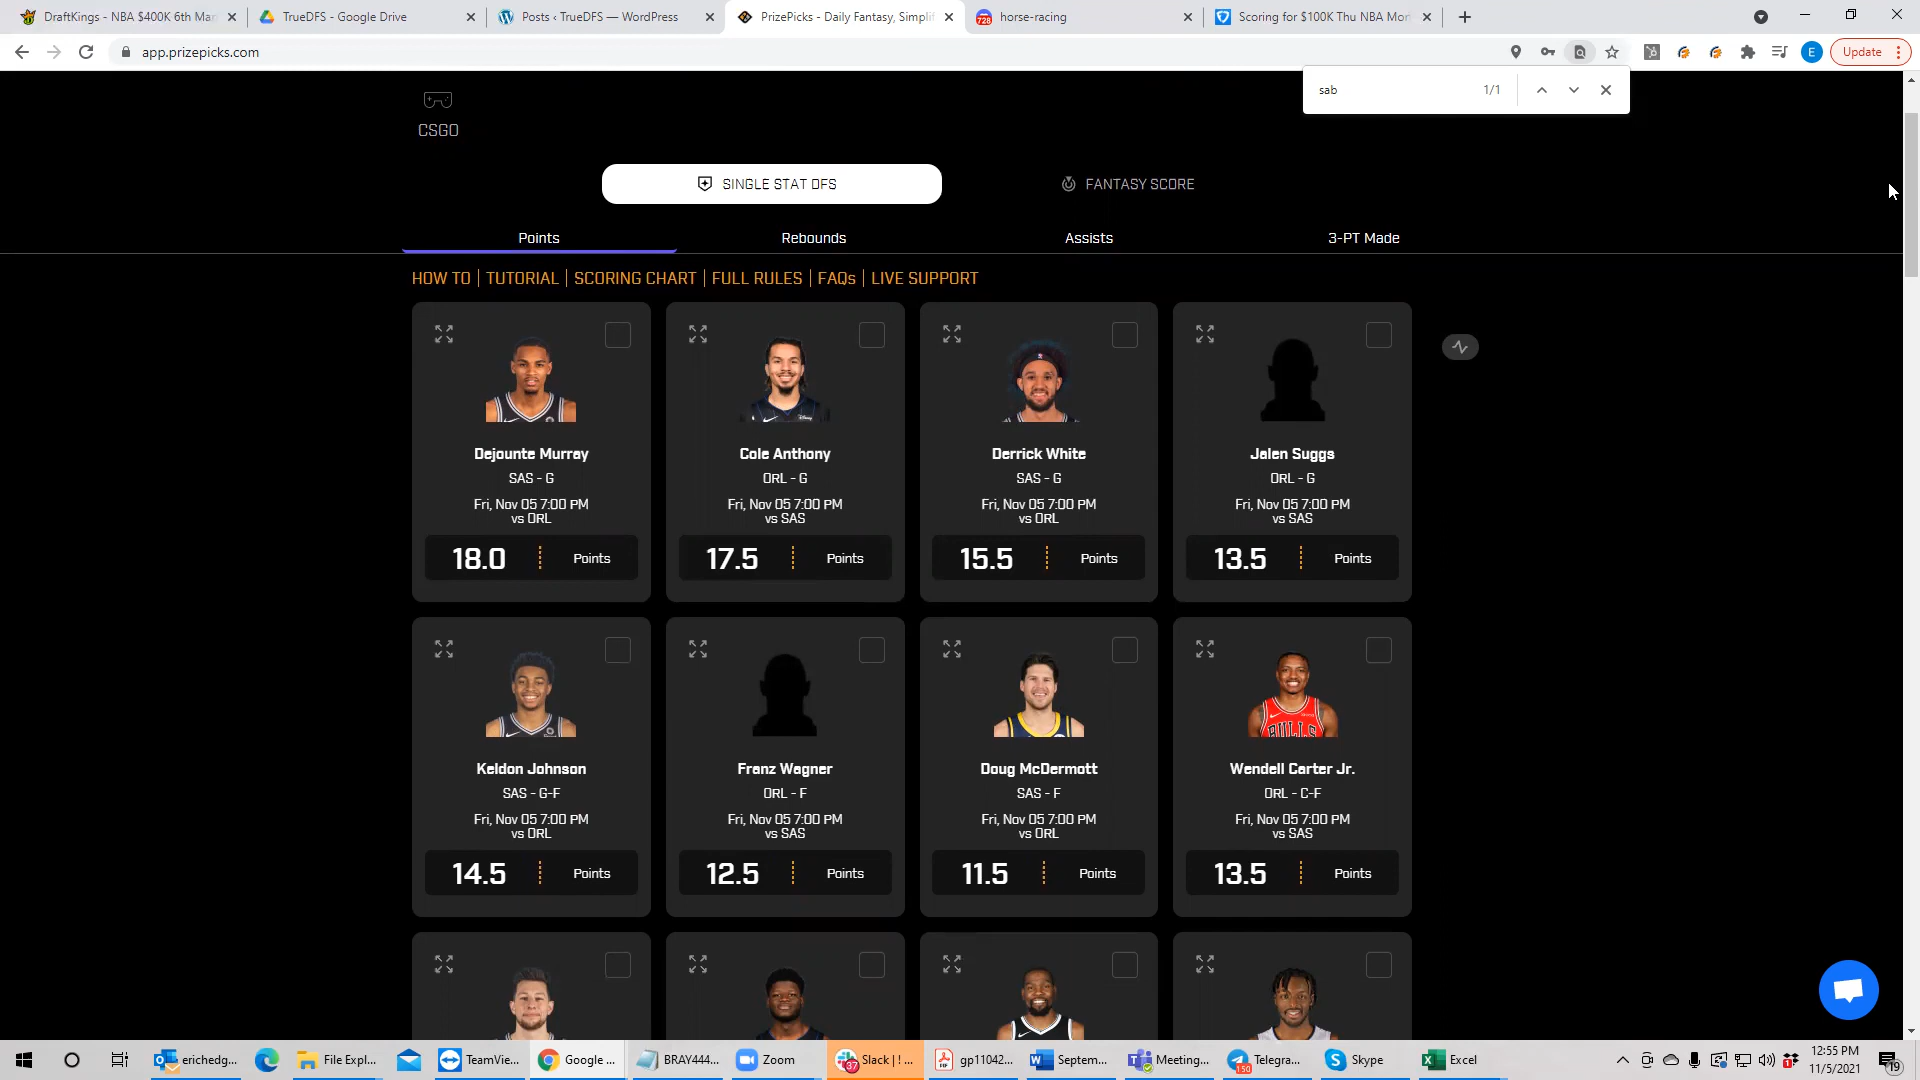 DraftKings - NBA $400K 6th Mar
TrueDFS - Google Drive
Posts ‹ TrueDFS — WordPress
PrizePicks - Daily Fantasy, Simplifi
728
horse-racing
Scoring for $100K Thu NBA Mor
app.prizepicks.com
E
Update
sab
1/1
CSGO
SINGLE STAT DFS
FANTASY SCORE
Points
Rebounds
Assists
3-PT Made
HOW TO | TUTORIAL | SCORING CHART | FULL RULES | FAQs | LIVE SUPPORT
Dejounte Murray
SAS - G
Fri, Nov 05 7:00 PM
vs ORL
18.0
Points
Cole Anthony
ORL - G
Fri, Nov 05 7:00 PM
vs SAS
17.5
Points
Derrick White
SAS - G
Fri, Nov 05 7:00 PM
vs ORL
15.5
Points
Jalen Suggs
ORL - G
Fri, Nov 05 7:00 PM
vs SAS
13.5
Points
Keldon Johnson
SAS - G-F
Fri, Nov 05 7:00 PM
vs ORL
14.5
Points
Franz Wagner
ORL - F
Fri, Nov 05 7:00 PM
vs SAS
12.5
Points
Doug McDermott
SAS - F
Fri, Nov 05 7:00 PM
vs ORL
11.5
Points
BULLS
Wendell Carter Jr.
ORL - C-F
Fri, Nov 05 7:00 PM
vs SAS
13.5
Points
erichedg...
File Expl...
TeamVie...
Google ...
BRAY444...
Zoom
37
Slack | ! ...
gp11042...
Septem...
Meeting...
150
Telegra...
Skype
Excel
12:55 PM
11/5/2021
19